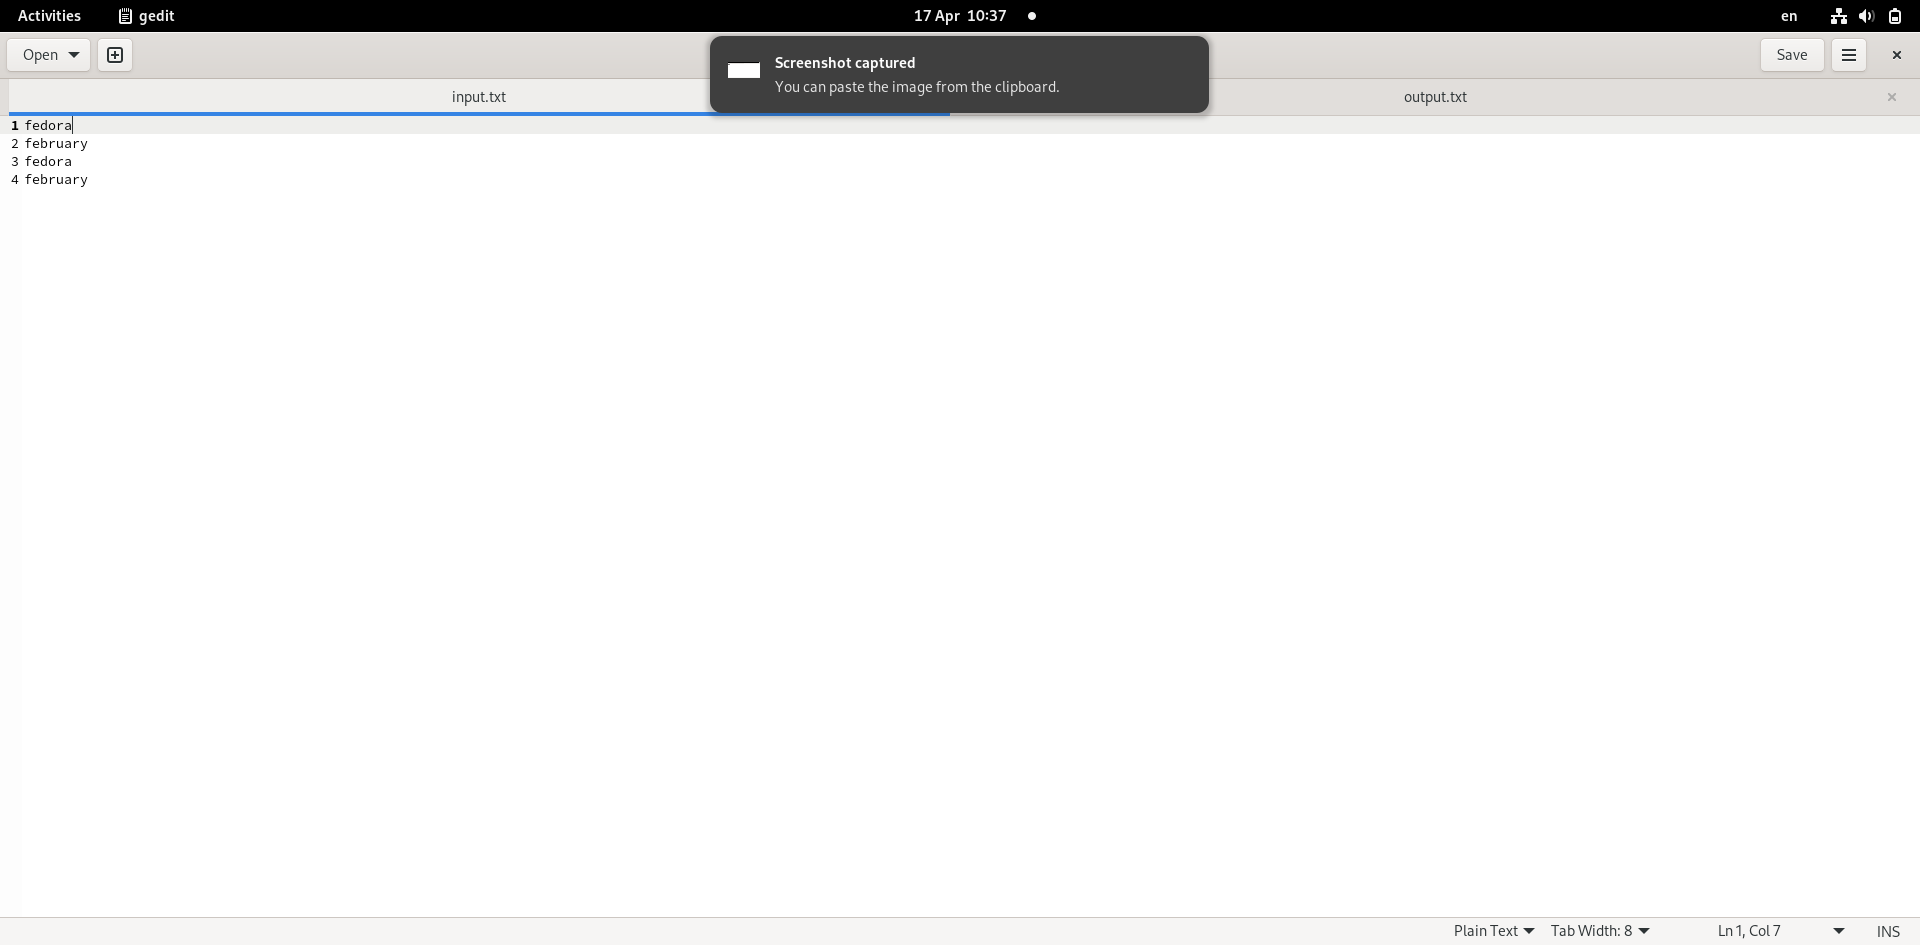 Activities gedit 17 Apr 10:37 en
Open Save
Screenshot captured
You can paste the image from the clipboard.
input.txt output.txt
1 fedora
2 february
3 fedora
4 february
Plain Text Tab Width: 8 Ln 1, Col 7 INS